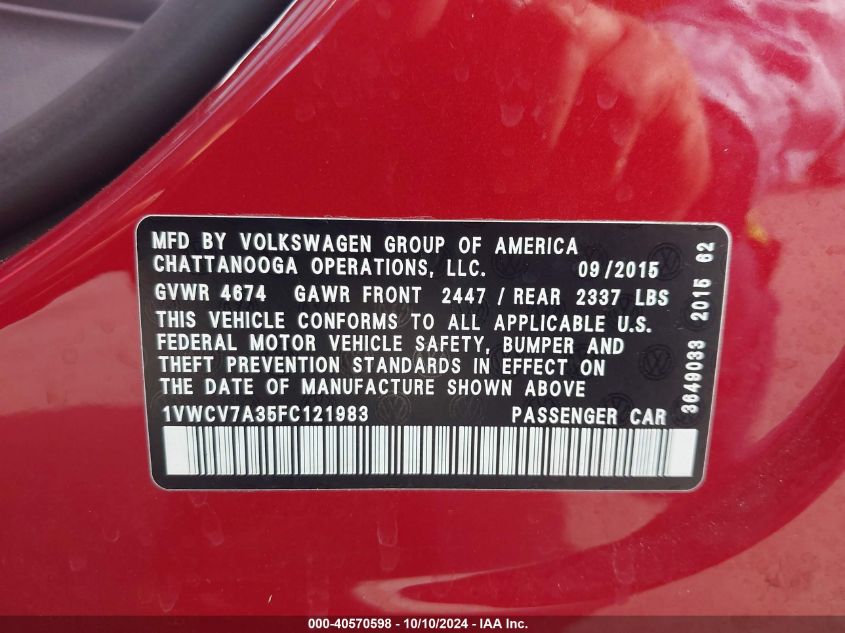 MFD BY VOLKSWAGEN GROUP OF AMERICA
CHATTANOOGA OPERATIONS, LLC. 09/2015
GVWR 4674 GAWR FRONT 2447 / REAR 2337 LBS
THIS VEHICLE CONFORMS TO ALL APPLICABLE U.S.
FEDERAL MOTOR VEHICLE SAFETY, BUMPER AND
THEFT PREVENTION STANDARDS IN EFFECT ON
THE DATE OF MANUFACTURE SHOWN ABOVE
1VWCV7A35FC121983 PASSENGER CAR
3649033 2015 62
000-40570598 - 10/10/2024 - IAA Inc.